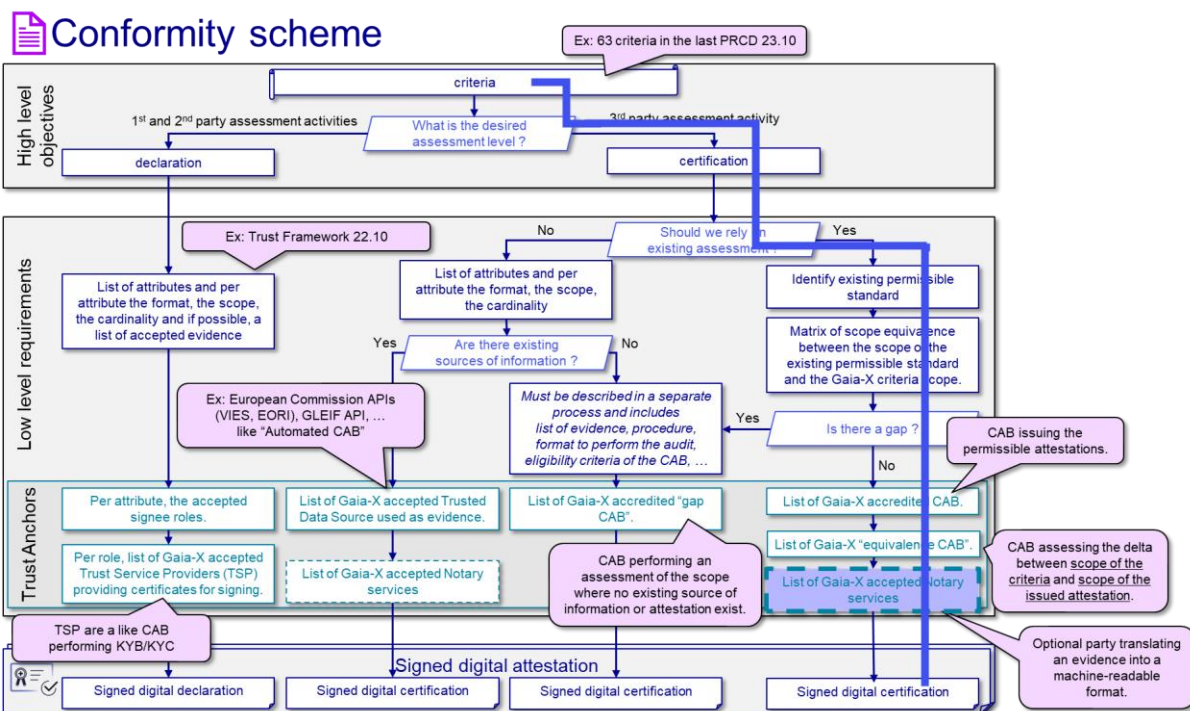 Conformity scheme
Ex: 63 criteria in the last PRCD 23.10
High level
objectives
criteria
1st and 2nd party assessment activities
What is the desired
assessment level ?
3rd party assessment activity
declaration
certification
Low level requirements
Ex: Trust Framework 22.10
No
Should we rely on
existing assessment ?
Yes
List of attributes and per
attribute the format, the scope,
the cardinality and if possible, a
list of accepted evidence
List of attributes and per
attribute the format, the scope,
the cardinality
Identify existing permissible
standard
Yes
Are there existing
sources of information ?
No
Matrix of scope equivalence
between the scope of the
existing permissible standard
and the Gaia-X criteria scope.
Ex: European Commission APIs
(VIES, EORI), GLEIF API, …
like “Automated CAB”
Must be described in a separate
process and includes
list of evidence, procedure,
format to perform the audit,
eligibility criteria of the CAB, …
Yes
Is there a gap ?
No
CAB issuing the
permissible attestations.
Trust Anchors
Per attribute, the accepted
signee roles.
List of Gaia-X accepted Trusted
Data Source used as evidence.
List of Gaia-X accredited “gap
CAB”.
List of Gaia-X accredited CAB.
Per role, list of Gaia-X accepted
Trust Service Providers (TSP)
providing certificates for signing.
List of Gaia-X accepted Notary
services
CAB performing an
assessment of the scope
where no existing source of
information or attestation exist.
List of Gaia-X “equivalence CAB”.
List of Gaia-X accepted Notary
services
CAB assessing the delta
between scope of the
criteria and scope of the
issued attestation.
TSP are a like CAB
performing KYB/KYC
Optional party translating
an evidence into a
machine-readable
format.
Signed digital attestation
Signed digital declaration
Signed digital certification
Signed digital certification
Signed digital certification